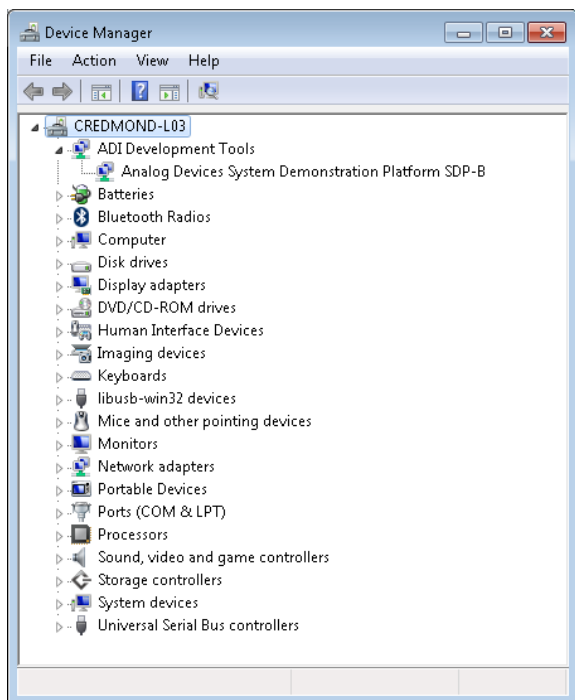 Device Manager
File Action View Help
CREDMOND-L03
ADI Development Tools
Analog Devices System Demonstration Platform SDP-B
Batteries
Bluetooth Radios
Computer
Disk drives
Display adapters
DVD/CD-ROM drives
Human Interface Devices
Imaging devices
Keyboards
libusb-win32 devices
Mice and other pointing devices
Monitors
Network adapters
Portable Devices
Ports (COM & LPT)
Processors
Sound, video and game controllers
Storage controllers
System devices
Universal Serial Bus controllers